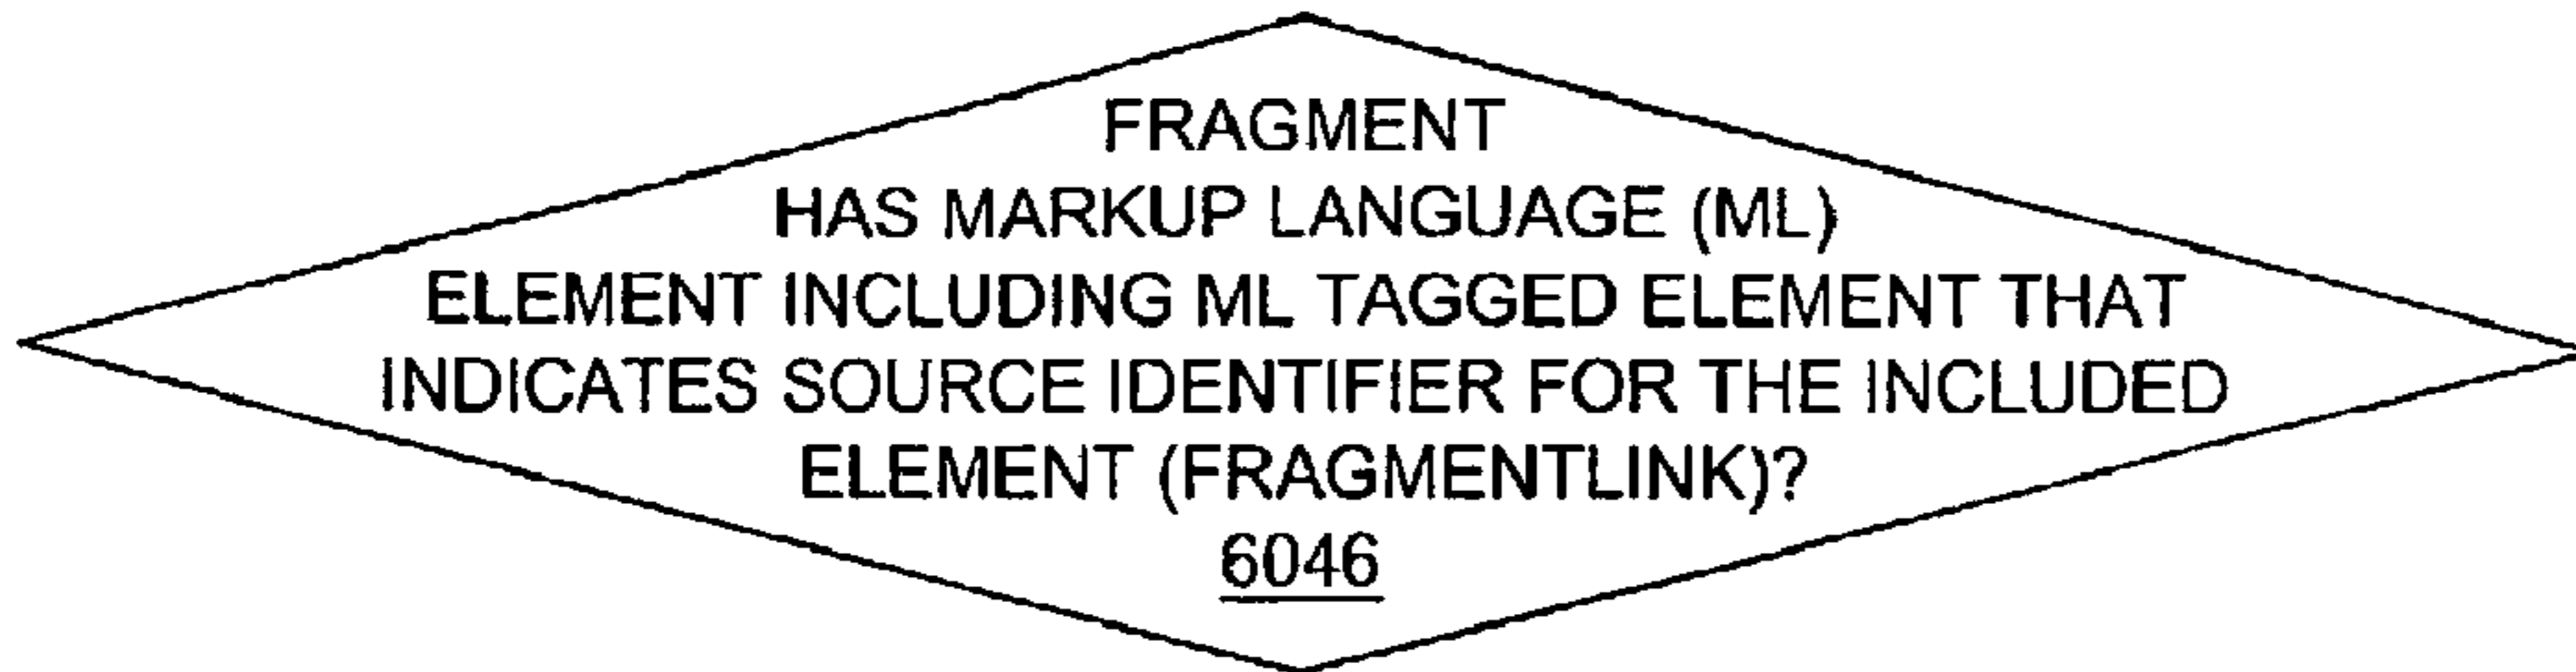 FRAGMENT
HAS MARKUP LANGUAGE (ML)
ELEMENT INCLUDING ML TAGGED ELEMENT THAT
INDICATES SOURCE IDENTIFIER FOR THE INCLUDED
ELEMENT (FRAGMENTLINK)?
6046